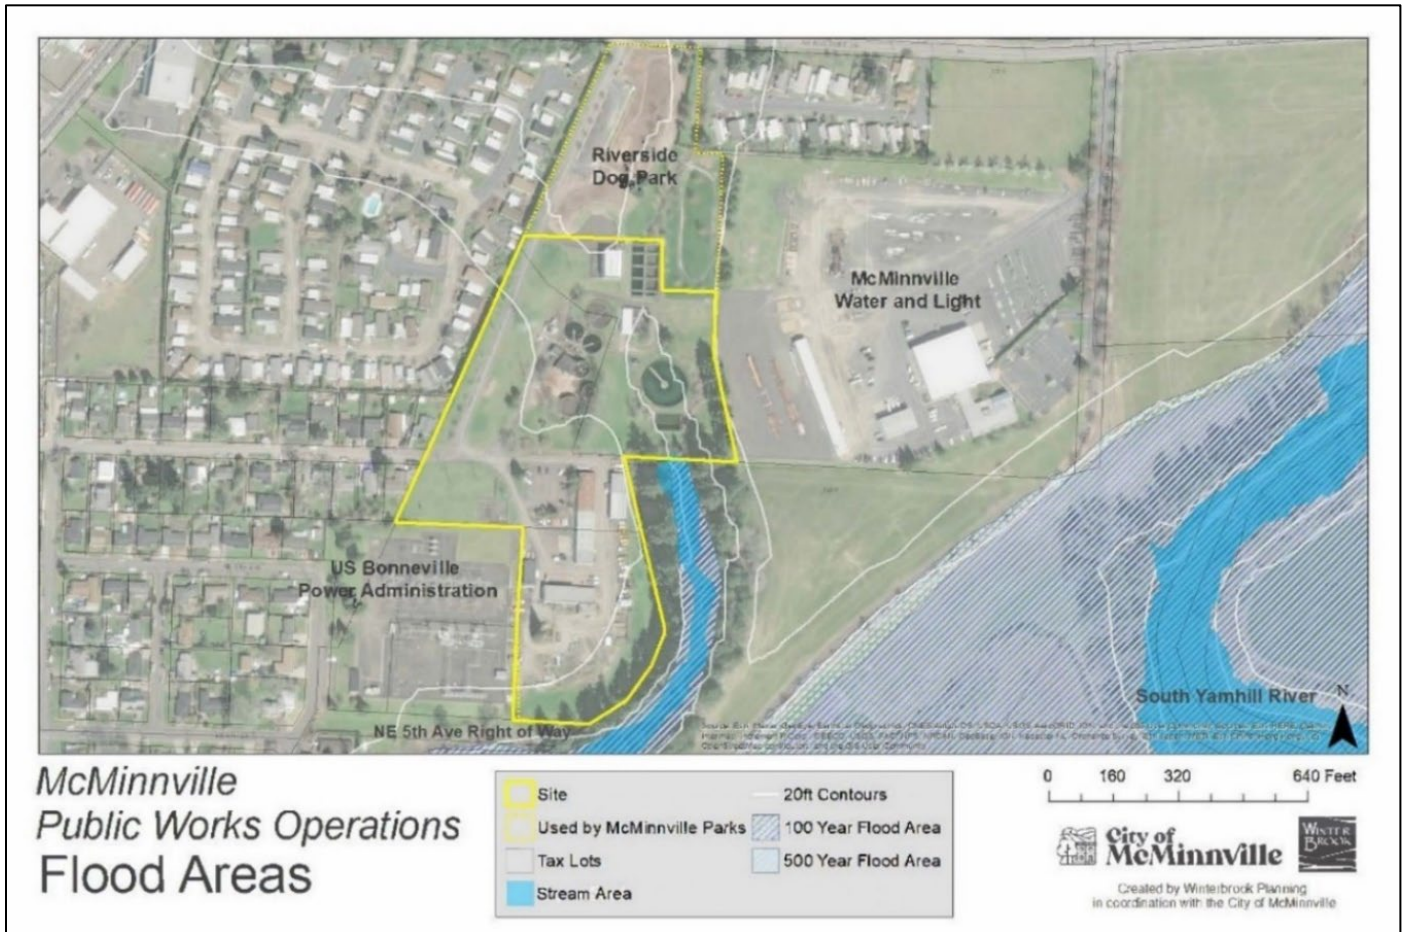 Riverside
Dog Park
McMinnville
Water and Light
US Bonneville
Power Administration
South Yamhill River
N
NE 5th Ave Right of Way
McMinnville
Public Works Operations
Flood Areas
Site
Used by McMinnville Parks
Tax Lots
Stream Area
20ft Contours
100 Year Flood Area
500 Year Flood Area
0 160 320 640 Feet
City of
McMinnville
WINTER
BROOK
Created by Winterbrook Planning
in coordination with the City of McMinnville